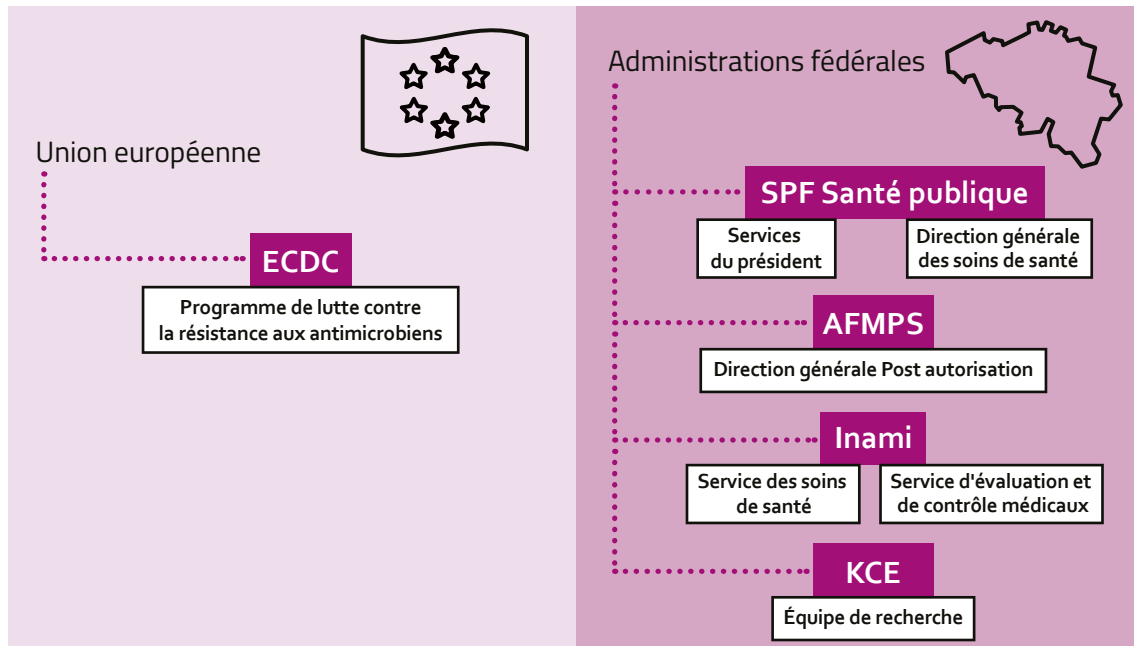 Union européenne
ECDC
Programme de lutte contre
la résistance aux antimicrobiens
Administrations fédérales
SPF Santé publique
Services
du président
Direction générale
des soins de santé
AFMPS
Direction générale Post autorisation
Inami
Service des soins
de santé
Service d'évaluation et
de contrôle médicaux
KCE
Équipe de recherche